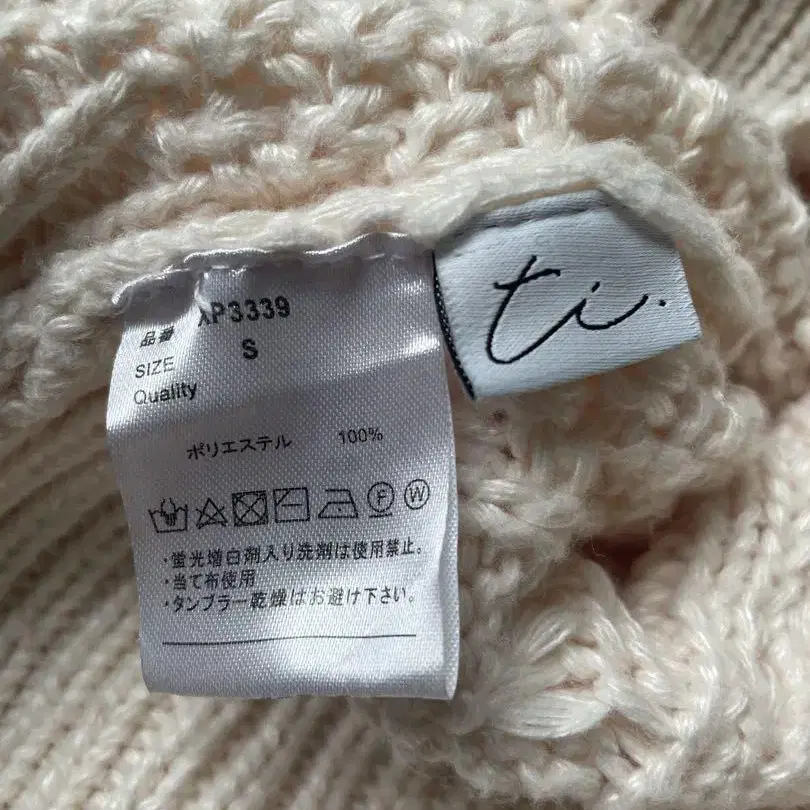 ti.
品番 XP3339
SIZE S
Quality
ポリエステル 100%
F W
・蛍光増白剤入り洗剤は使用禁止。
・当て布使用
・タンブラー乾燥はお避け下さい。